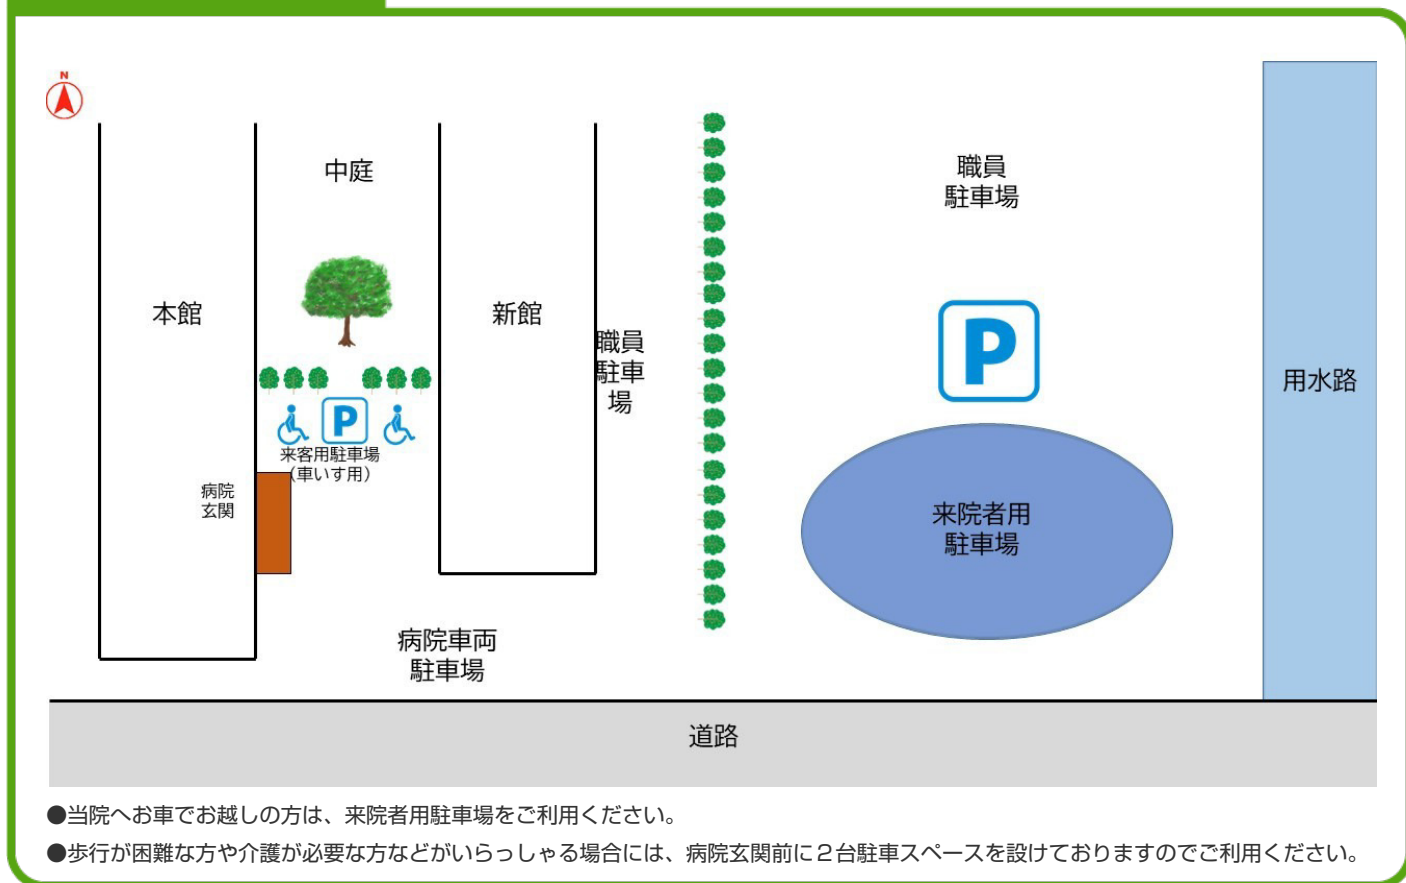 N
中庭
職員
駐車場
本館
新館
職員
駐車
場
P
用水路
P
来客用駐車場
（車いす用）
病院
玄関
来院者用
駐車場
病院車両
駐車場
道路
●当院へお車でお越しの方は、来院者用駐車場をご利用ください。
●歩行が困難な方や介護が必要な方などがいらっしゃる場合には、病院玄関前に２台駐車スペースを設けておりますのでご利用ください。